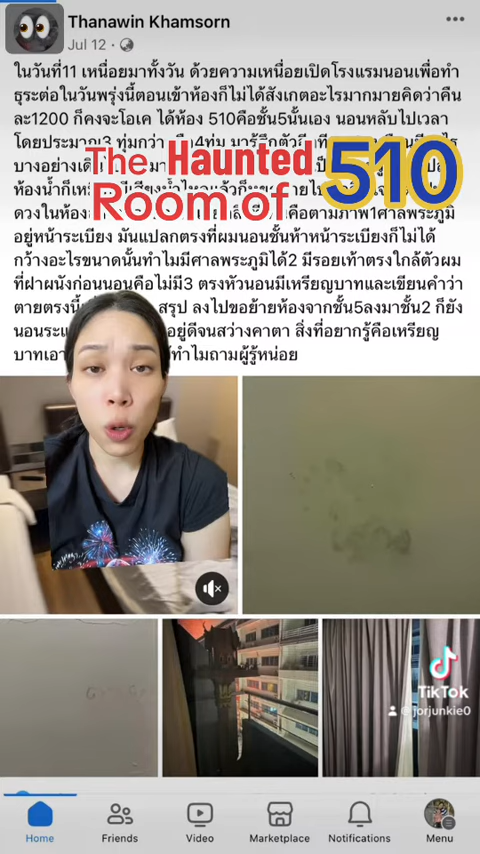 Thanawin Khamsorn
Jul 12 ·
ในวันที่11 เหนื่อยมาทั้งวัน ด้วยความเหนื่อยเปิดโรงแรมนอนเพื่อทำ
ธุระต่อในวันพรุ่งนี้ตอนเข้าห้องก็ไม่ได้สังเกตอะไรมากมายคิดว่าคืน
ละ1200 ก็คงจะโอเค ได้ห้อง 510คือชั้น5นั้นเอง นอนหลับไปเวลา
โดยประมาณ3 ทุ่มกว่า
บางอย่าง
The Haunted
Room of
510
ห้องน้ำก็
ดวงในห้อง
คือตามภาพ1ศาลพระภูมิ
อยู่หน้าระเบียง มันแปลกตรงที่ผมนอนชั้นห้าหน้าระเบียงก็ไม่ได้
กว้างอะไรขนาดนั้นทำไมมีศาลพระภูมิได้2 มีรอยเท้าตรงใกล้ตัวผม
ที่ฝาผนังก่อนนอนคือไม่มี3 ตรงหัวนอนมีเหรียญบาทและเขียนคำว่า
ตายตรงนี้ สรุป ลงไปขอย้ายห้องจากชั้น5ลงมาชั้น2 ก็ยัง
นอนระแ อยู่ดีจนสว่างคาตา สิ่งที่อยากรู้คือเหรียญ
บาทเอา ทำไมถามผู้รู้หน่อย
TikTok
@jorjunkie0
Home
Friends
Video
Marketplace
Notifications
Menu